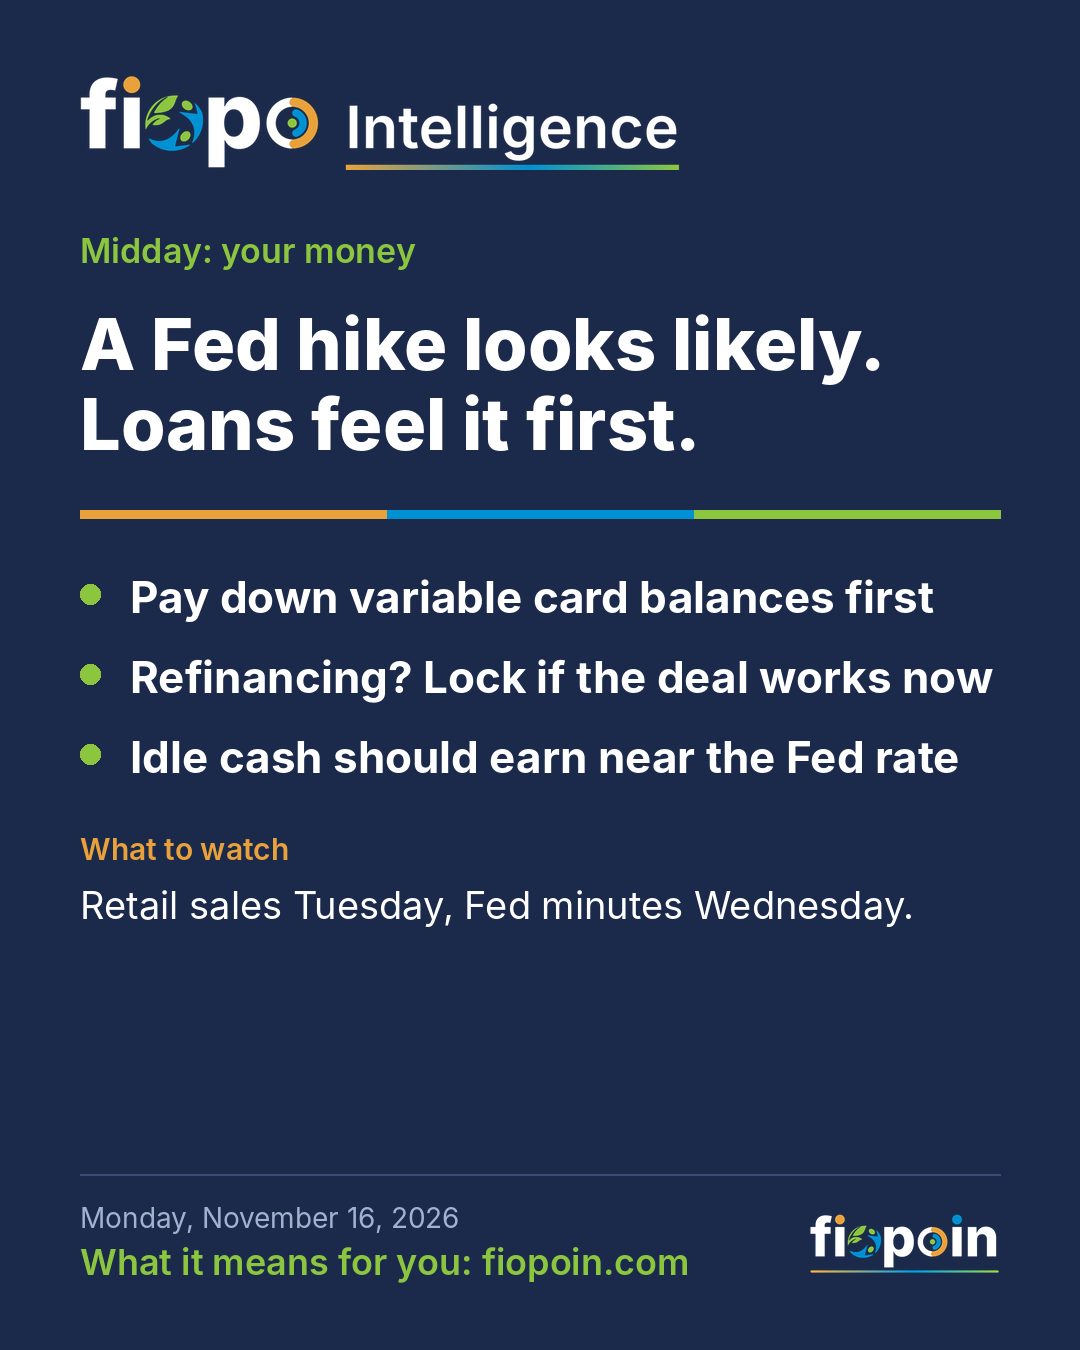 fiopo Intelligence
Midday: your money
A Fed hike looks likely.
Loans feel it first.
Pay down variable card balances first
Refinancing? Lock if the deal works now
Idle cash should earn near the Fed rate
What to watch
Retail sales Tuesday, Fed minutes Wednesday.
Monday, November 16, 2026
What it means for you: fiopoin.com
fiopoin